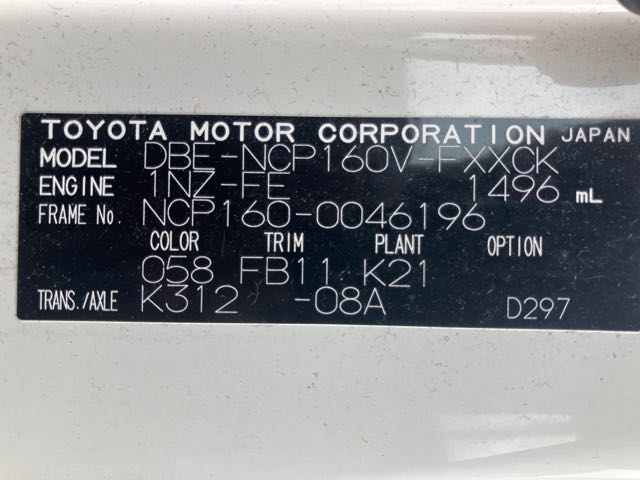 TOYOTA MOTOR CORPORATION JAPAN
MODEL DBE-NCP160V-EXXCK
ENGINE 1NZ-FE 1496 mL
FRAME No. NCP160-0046196
COLOR TRIM PLANT OPTION
058 FB11 K21
TRANS./AXLE K312 -08A D297